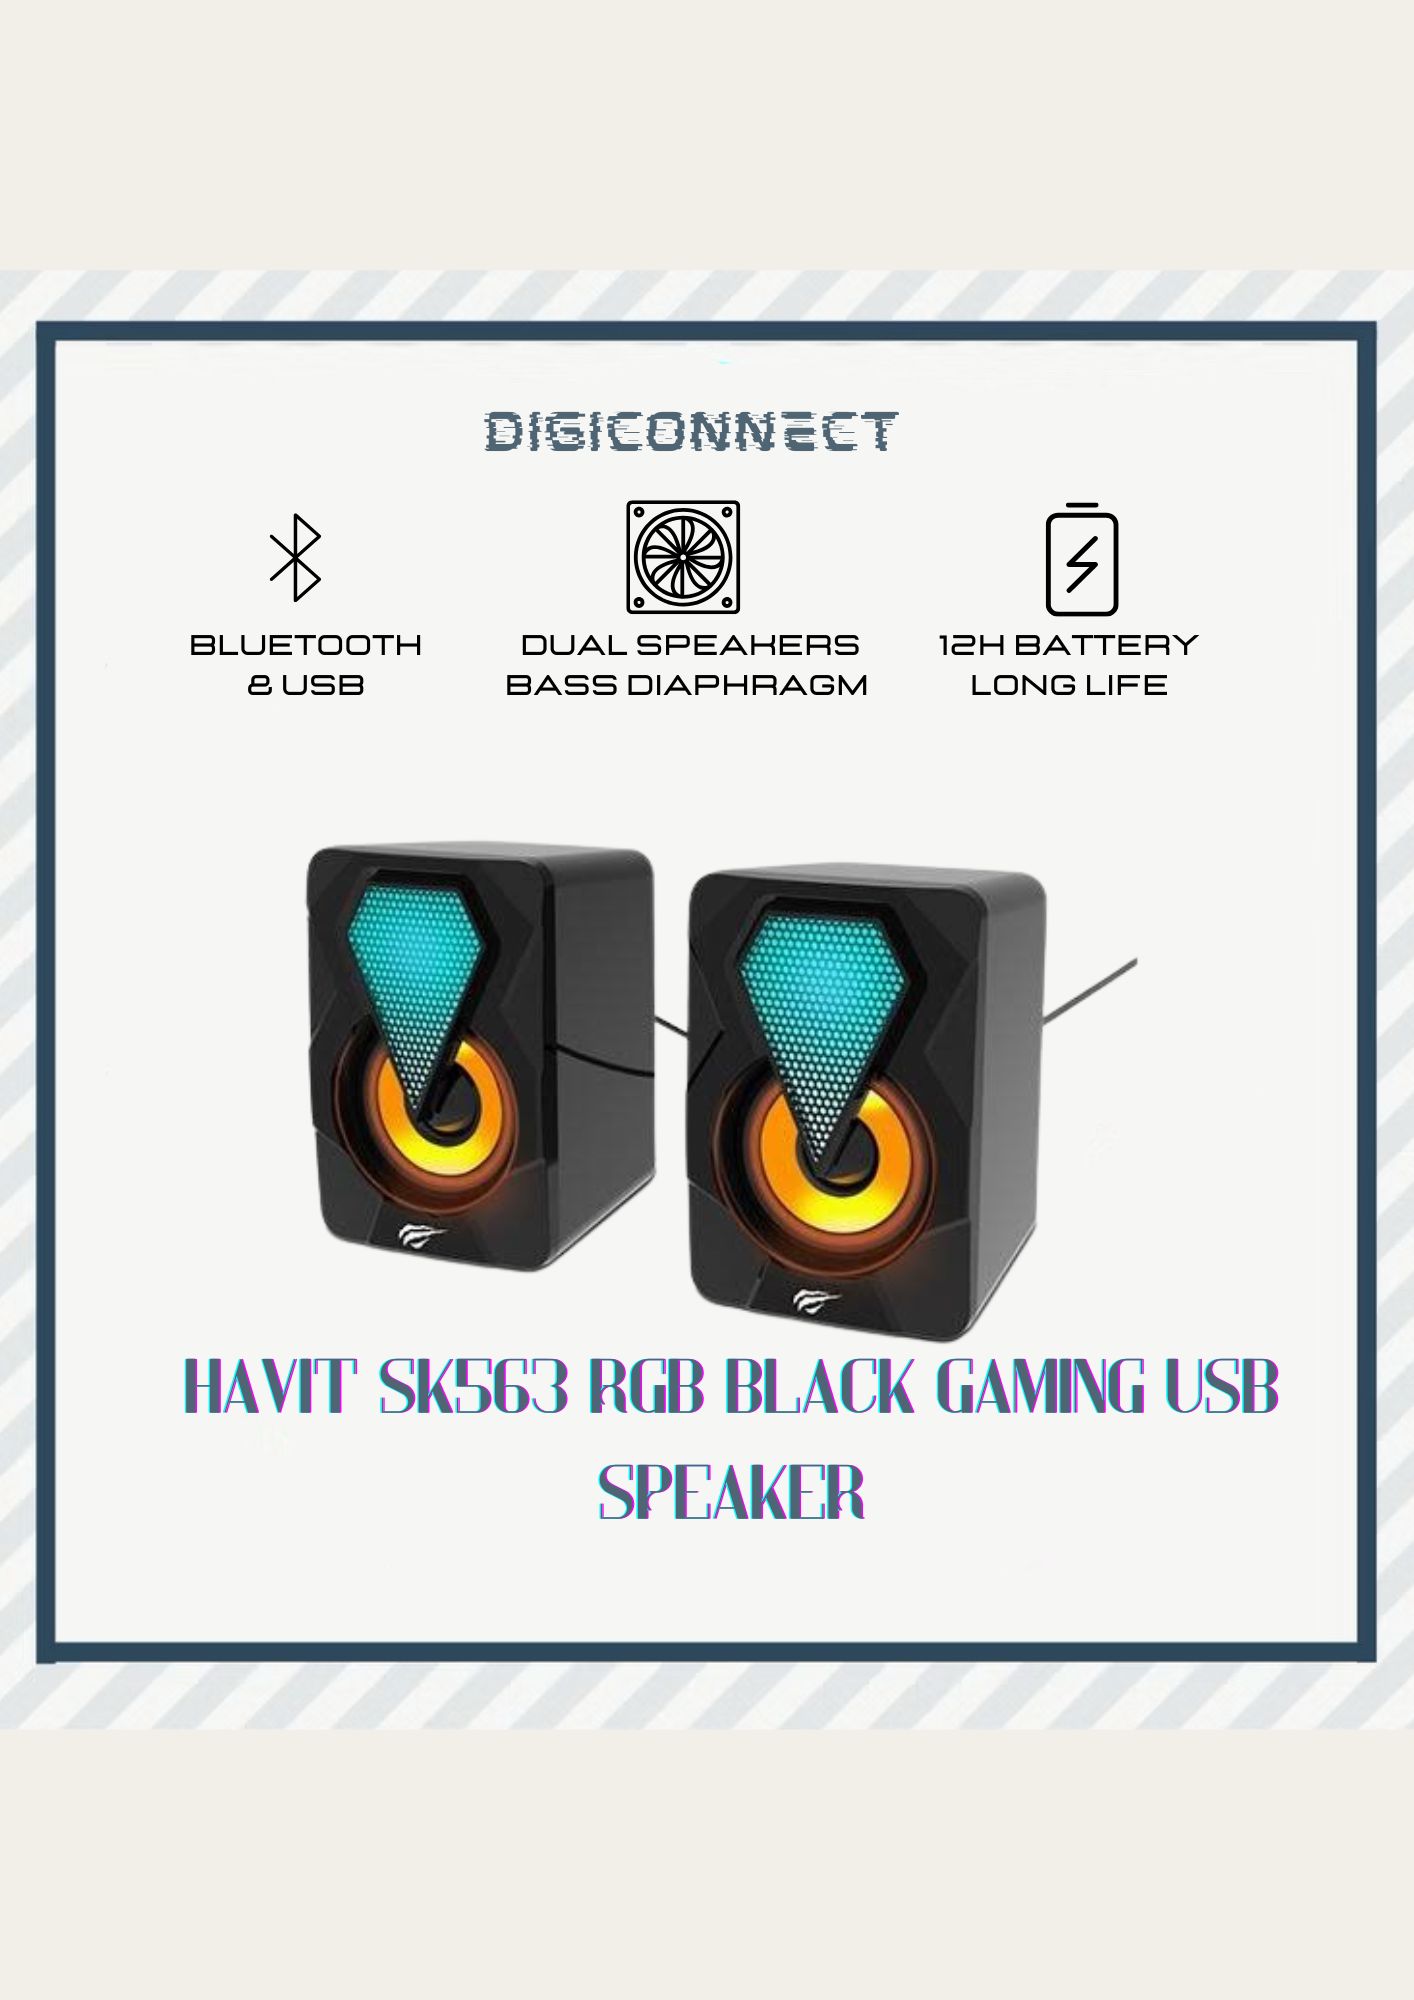 DIGICONNECT
BLUETOOTH
& USB
DUAL SPEAKERS
BASS DIAPHRAGM
12H BATTERY
LONG LIFE
HAVIT SK563 RGB BLACK GAMING USB
SPEAKER